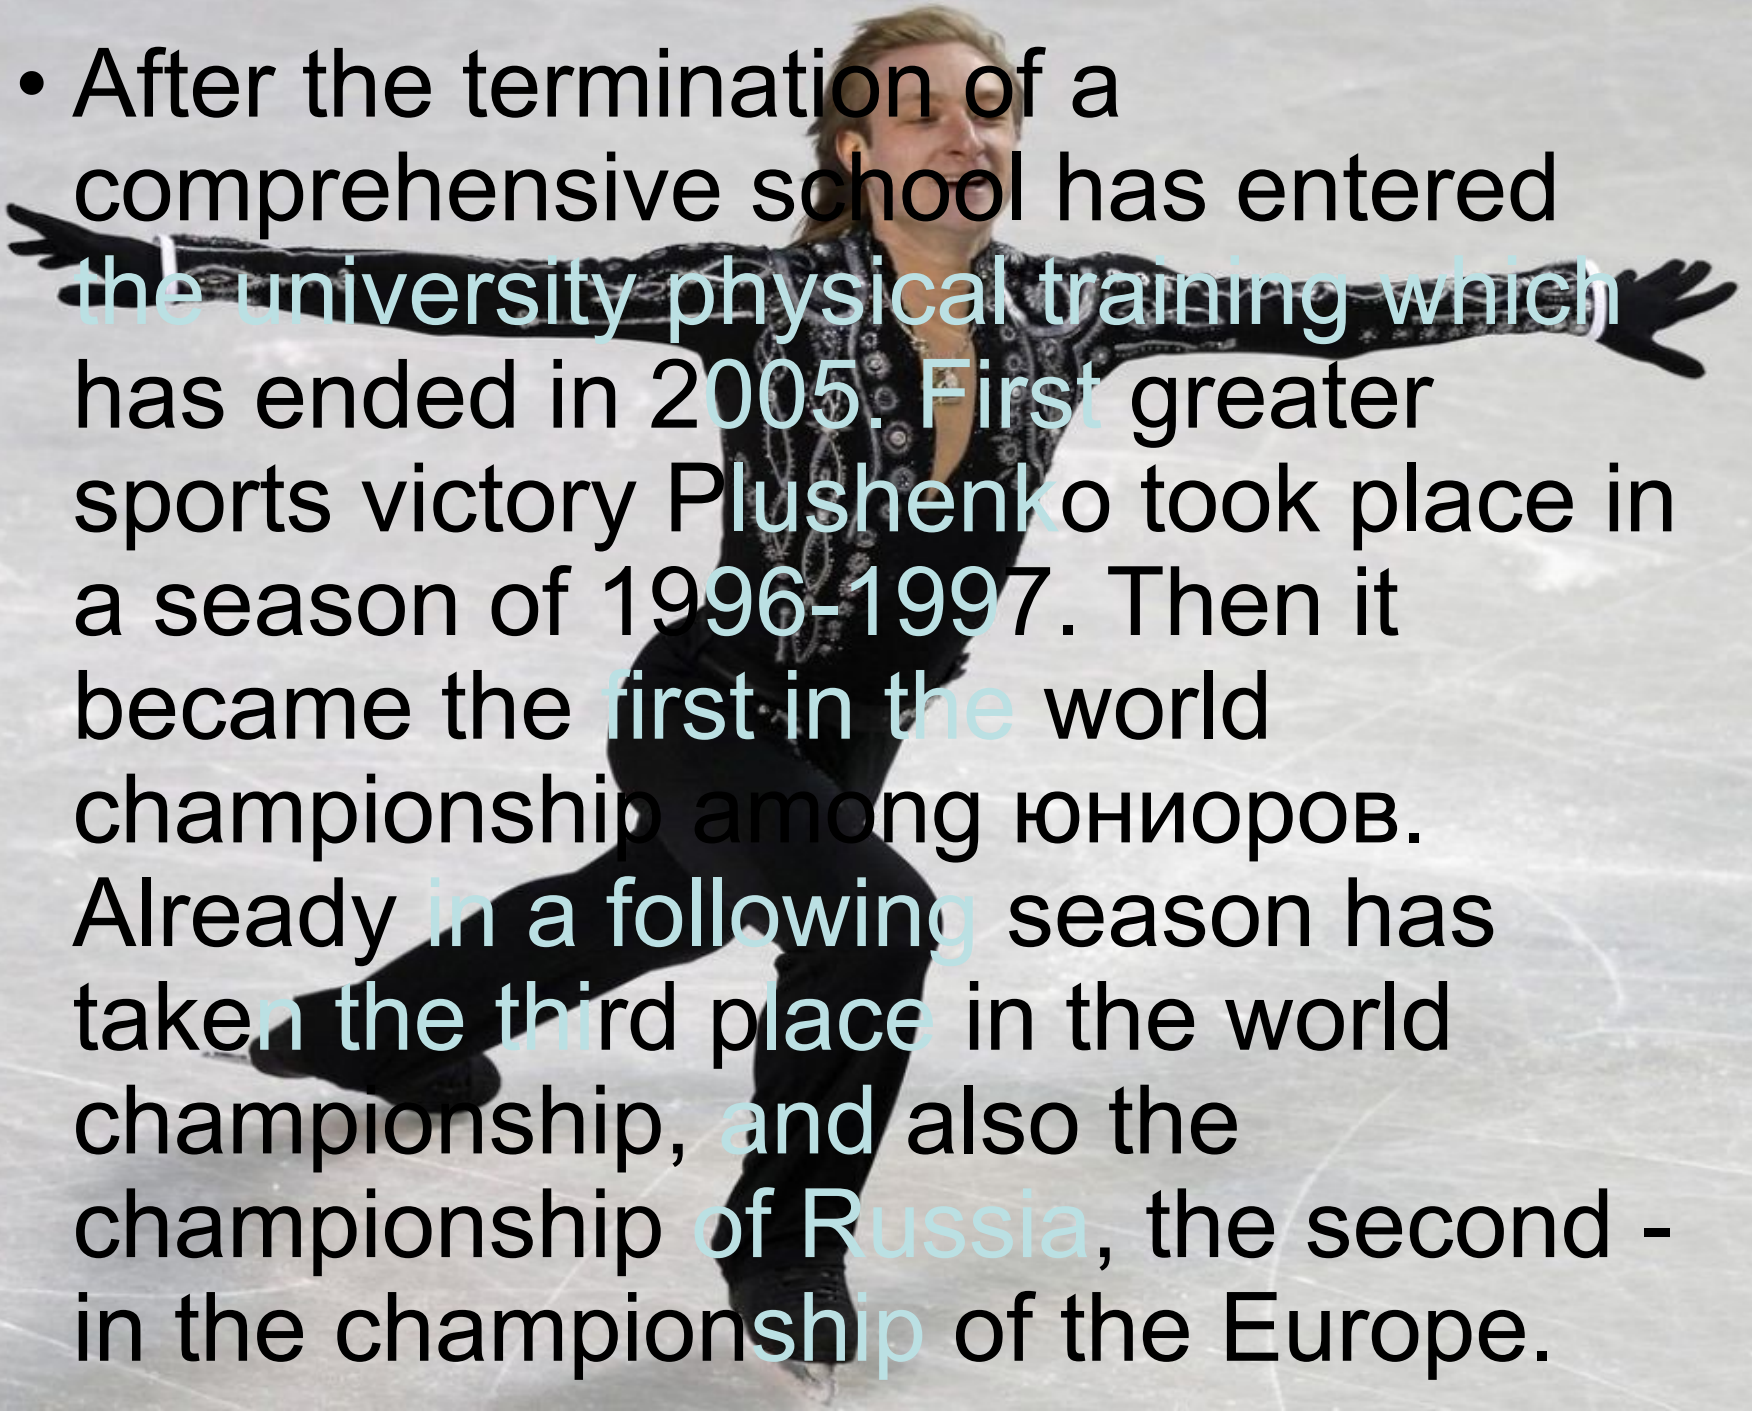 • After the termination of a
comprehensive school has entered
the university physical training which
has ended in 2005. First greater
sports victory Plushenko took place in
a season of 1996-1997. Then it
became the first in the world
championship among юниоров.
Already in a following season has
taken the third place in the world
championship, and also the
championship of Russia, the second -
in the championship of the Europe.